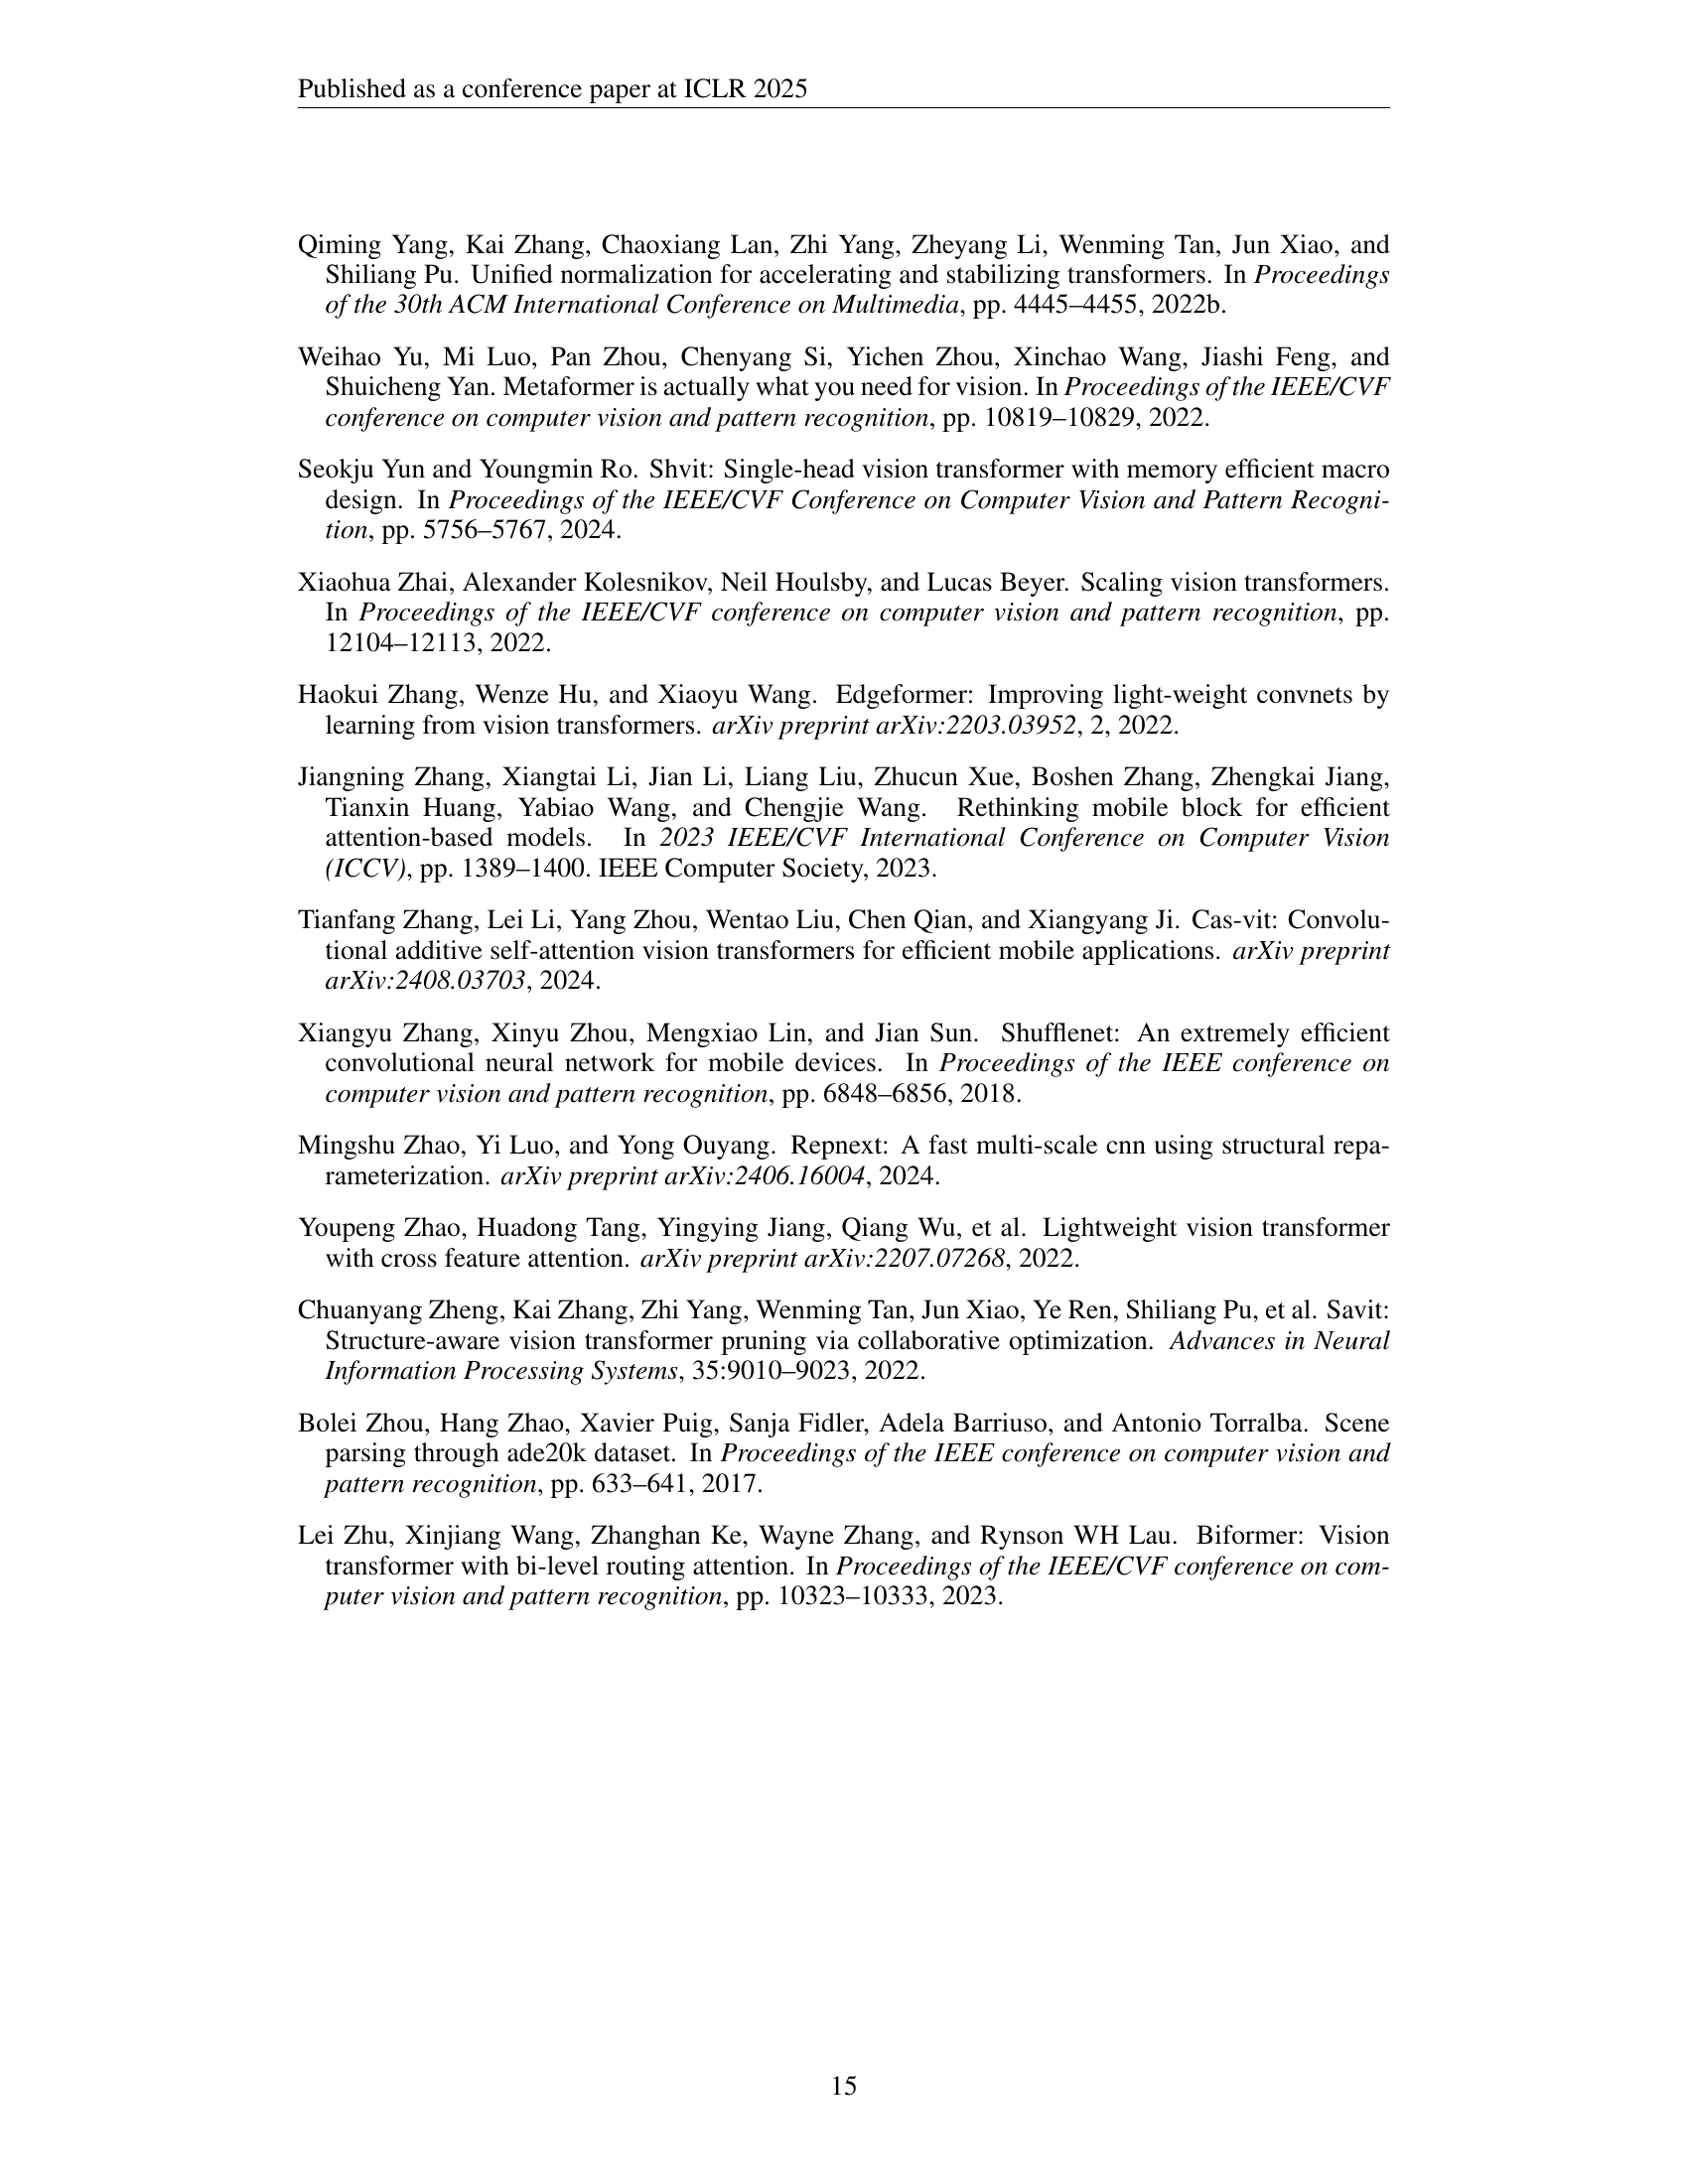 Published as a conference paper at ICLR 2025
Qiming Yang, Kai Zhang, Chaoxiang Lan, Zhi Yang, Zheyang Li, Wenming Tan, Jun Xiao, and
Shiliang Pu. Unified normalization for accelerating and stabilizing transformers. In Proceedings
of the 30th ACM International Conference on Multimedia, pp. 4445–4455, 2022b.
Weihao Yu, Mi Luo, Pan Zhou, Chenyang Si, Yichen Zhou, Xinchao Wang, Jiashi Feng, and
Shuicheng Yan. Metaformer is actually what you need for vision. In Proceedings of the IEEE/CVF
conference on computer vision and pattern recognition, pp. 10819–10829, 2022.
Seokju Yun and Youngmin Ro. Shvit: Single-head vision transformer with memory efficient macro
design. In Proceedings of the IEEE/CVF Conference on Computer Vision and Pattern Recogni-
tion, pp. 5756–5767, 2024.
Xiaohua Zhai, Alexander Kolesnikov, Neil Houlsby, and Lucas Beyer. Scaling vision transformers.
In Proceedings of the IEEE/CVF conference on computer vision and pattern recognition, pp.
12104–12113, 2022.
Haokui Zhang, Wenze Hu, and Xiaoyu Wang. Edgeformer: Improving light-weight convnets by
learning from vision transformers. arXiv preprint arXiv:2203.03952, 2, 2022.
Jiangning Zhang, Xiangtai Li, Jian Li, Liang Liu, Zhucun Xue, Boshen Zhang, Zhengkai Jiang,
Tianxin Huang, Yabiao Wang, and Chengjie Wang. Rethinking mobile block for efficient
attention-based models. In 2023 IEEE/CVF International Conference on Computer Vision
(ICCV), pp. 1389–1400. IEEE Computer Society, 2023.
Tianfang Zhang, Lei Li, Yang Zhou, Wentao Liu, Chen Qian, and Xiangyang Ji. Cas-vit: Convolu-
tional additive self-attention vision transformers for efficient mobile applications. arXiv preprint
arXiv:2408.03703, 2024.
Xiangyu Zhang, Xinyu Zhou, Mengxiao Lin, and Jian Sun. Shufflenet: An extremely efficient
convolutional neural network for mobile devices. In Proceedings of the IEEE conference on
computer vision and pattern recognition, pp. 6848–6856, 2018.
Mingshu Zhao, Yi Luo, and Yong Ouyang. Repnext: A fast multi-scale cnn using structural repa-
rameterization. arXiv preprint arXiv:2406.16004, 2024.
Youpeng Zhao, Huadong Tang, Yingying Jiang, Qiang Wu, et al. Lightweight vision transformer
with cross feature attention. arXiv preprint arXiv:2207.07268, 2022.
Chuanyang Zheng, Kai Zhang, Zhi Yang, Wenming Tan, Jun Xiao, Ye Ren, Shiliang Pu, et al. Savit:
Structure-aware vision transformer pruning via collaborative optimization. Advances in Neural
Information Processing Systems, 35:9010–9023, 2022.
Bolei Zhou, Hang Zhao, Xavier Puig, Sanja Fidler, Adela Barriuso, and Antonio Torralba. Scene
parsing through ade20k dataset. In Proceedings of the IEEE conference on computer vision and
pattern recognition, pp. 633–641, 2017.
Lei Zhu, Xinjiang Wang, Zhanghan Ke, Wayne Zhang, and Rynson WH Lau. Biformer: Vision
transformer with bi-level routing attention. In Proceedings of the IEEE/CVF conference on com-
puter vision and pattern recognition, pp. 10323–10333, 2023.
15